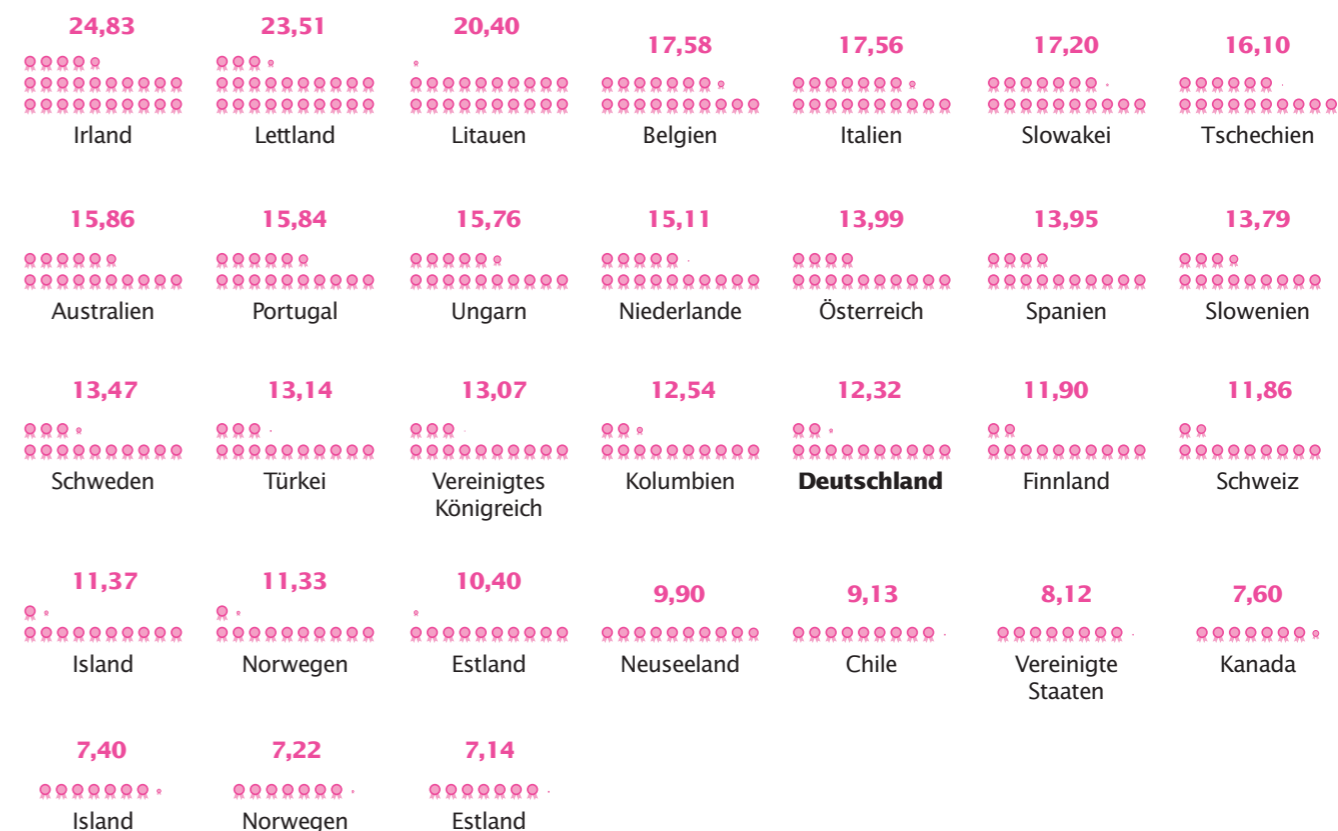 24,83 23,51 20,40 17,58 17,56 17,20 16,10
Irland Lettland Litauen Belgien Italien Slowakei Tschechien
15,86 15,84 15,76 15,11 13,99 13,95 13,79
Australien Portugal Ungarn Niederlande Österreich Spanien Slowenien
13,47 13,14 13,07 12,54 12,32 11,90 11,86
Schweden Türkei Vereinigtes Kolumbien Deutschland Finnland Schweiz
Königreich
11,37 11,33 10,40 9,90 9,13 8,12 7,60
Island Norwegen Estland Neuseeland Chile Vereinigte Kanada
Staaten
7,40 7,22 7,14
Island Norwegen Estland